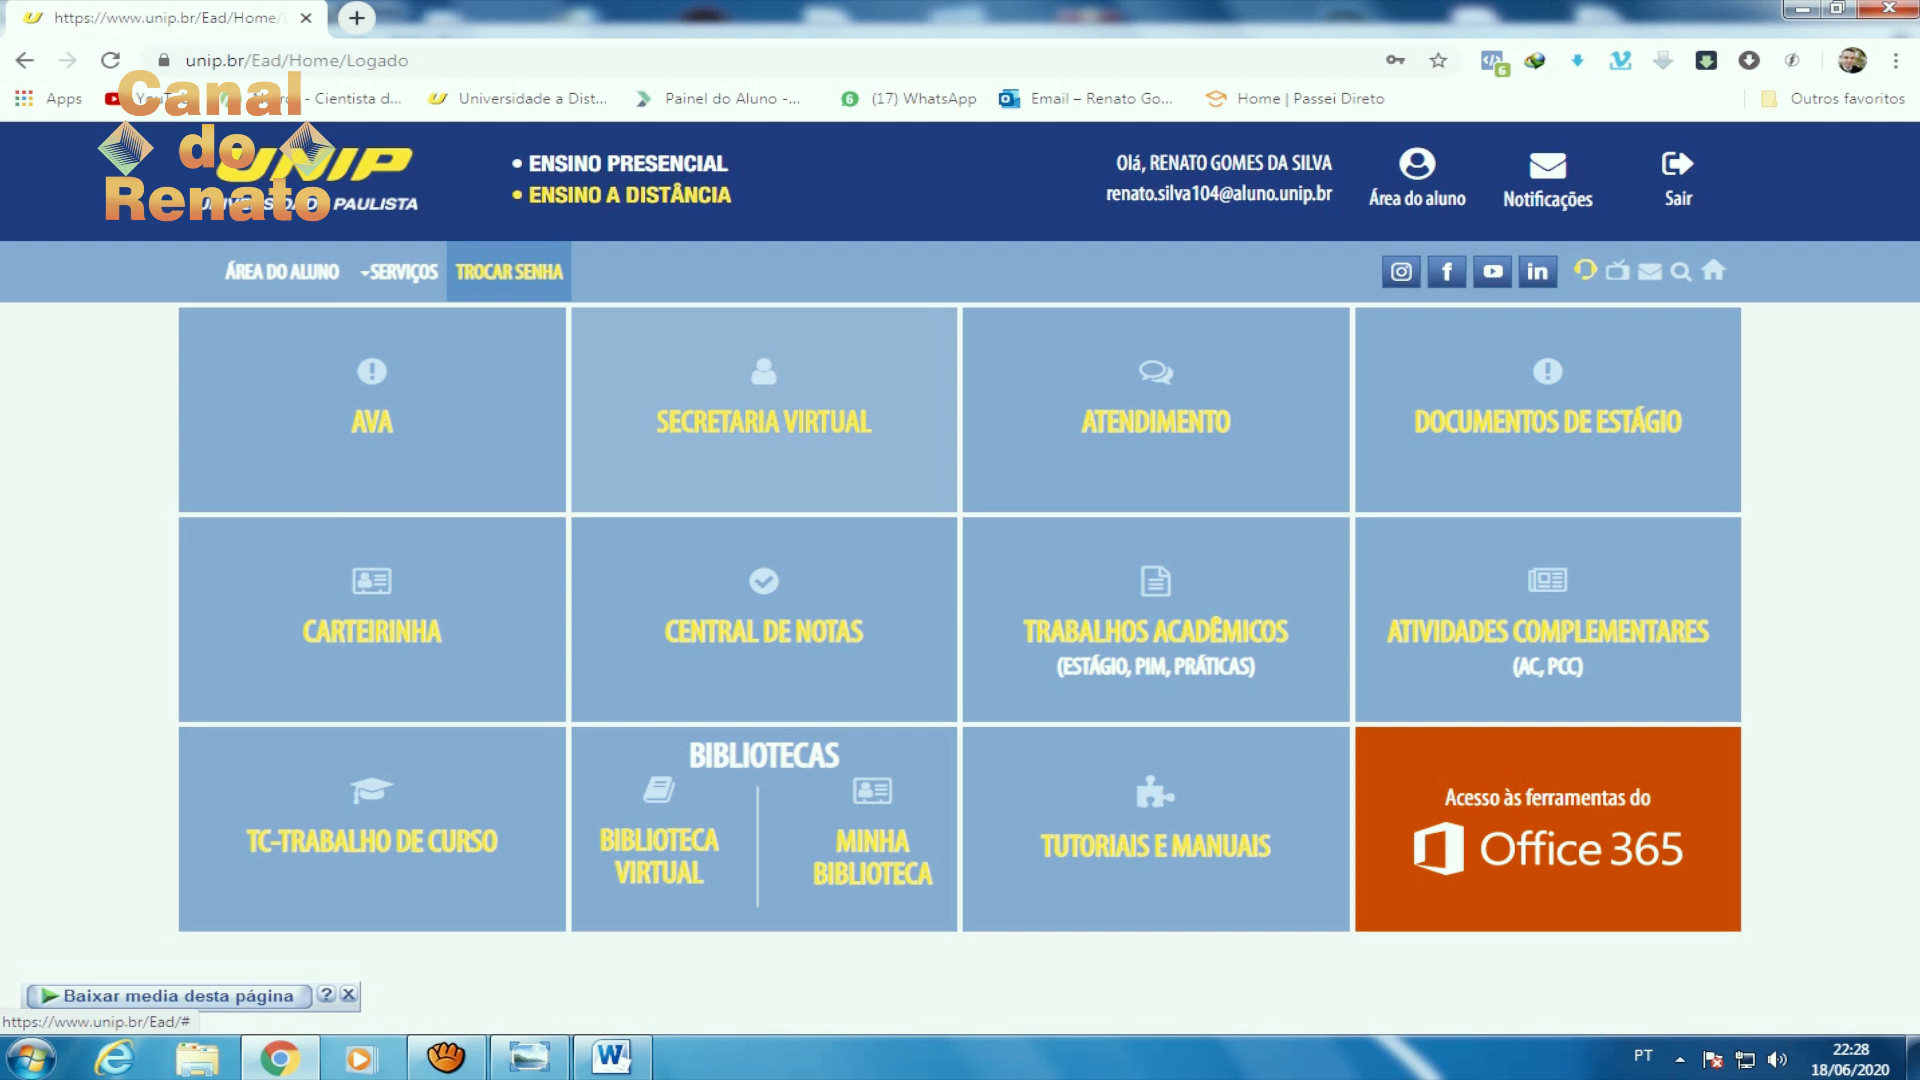 https://www.unip.br/Ead/Home/
unip.br/Ead/Home/Logado
Apps
- Cientista d...
Universidade a Dist...
Painel do Aluno -...
(17) WhatsApp
Email – Renato Go...
Home | Passei Direto
Outros favoritos
Canal
do
Renato
UNIP
PAULISTA
• ENSINO PRESENCIAL
• ENSINO A DISTÂNCIA
Olá, RENATO GOMES DA SILVA
renato.silva104@aluno.unip.br
Área do aluno
Notificações
Sair
ÁREA DO ALUNO
SERVIÇOS
TROCAR SENHA
AVA
SECRETARIA VIRTUAL
ATENDIMENTO
DOCUMENTOS DE ESTÁGIO
CARTEIRINHA
CENTRAL DE NOTAS
TRABALHOS ACADÊMICOS
(ESTÁGIO, PIM, PRÁTICAS)
ATIVIDADES COMPLEMENTARES
(AC, PCC)
TC-TRABALHO DE CURSO
BIBLIOTECAS
BIBLIOTECA
VIRTUAL
MINHA
BIBLIOTECA
TUTORIAIS E MANUAIS
Acesso às ferramentas do
Office 365
Baixar media desta página
https://www.unip.br/Ead/#
PT
22:28
18/06/2020